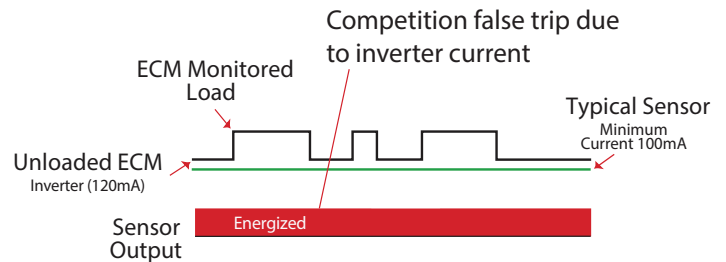 Competition false trip due
to inverter current
ECM Monitored
Load
Typical Sensor
Minimum
Current 100mA
Unloaded ECM
Inverter (120mA)
Sensor
Output
Energized